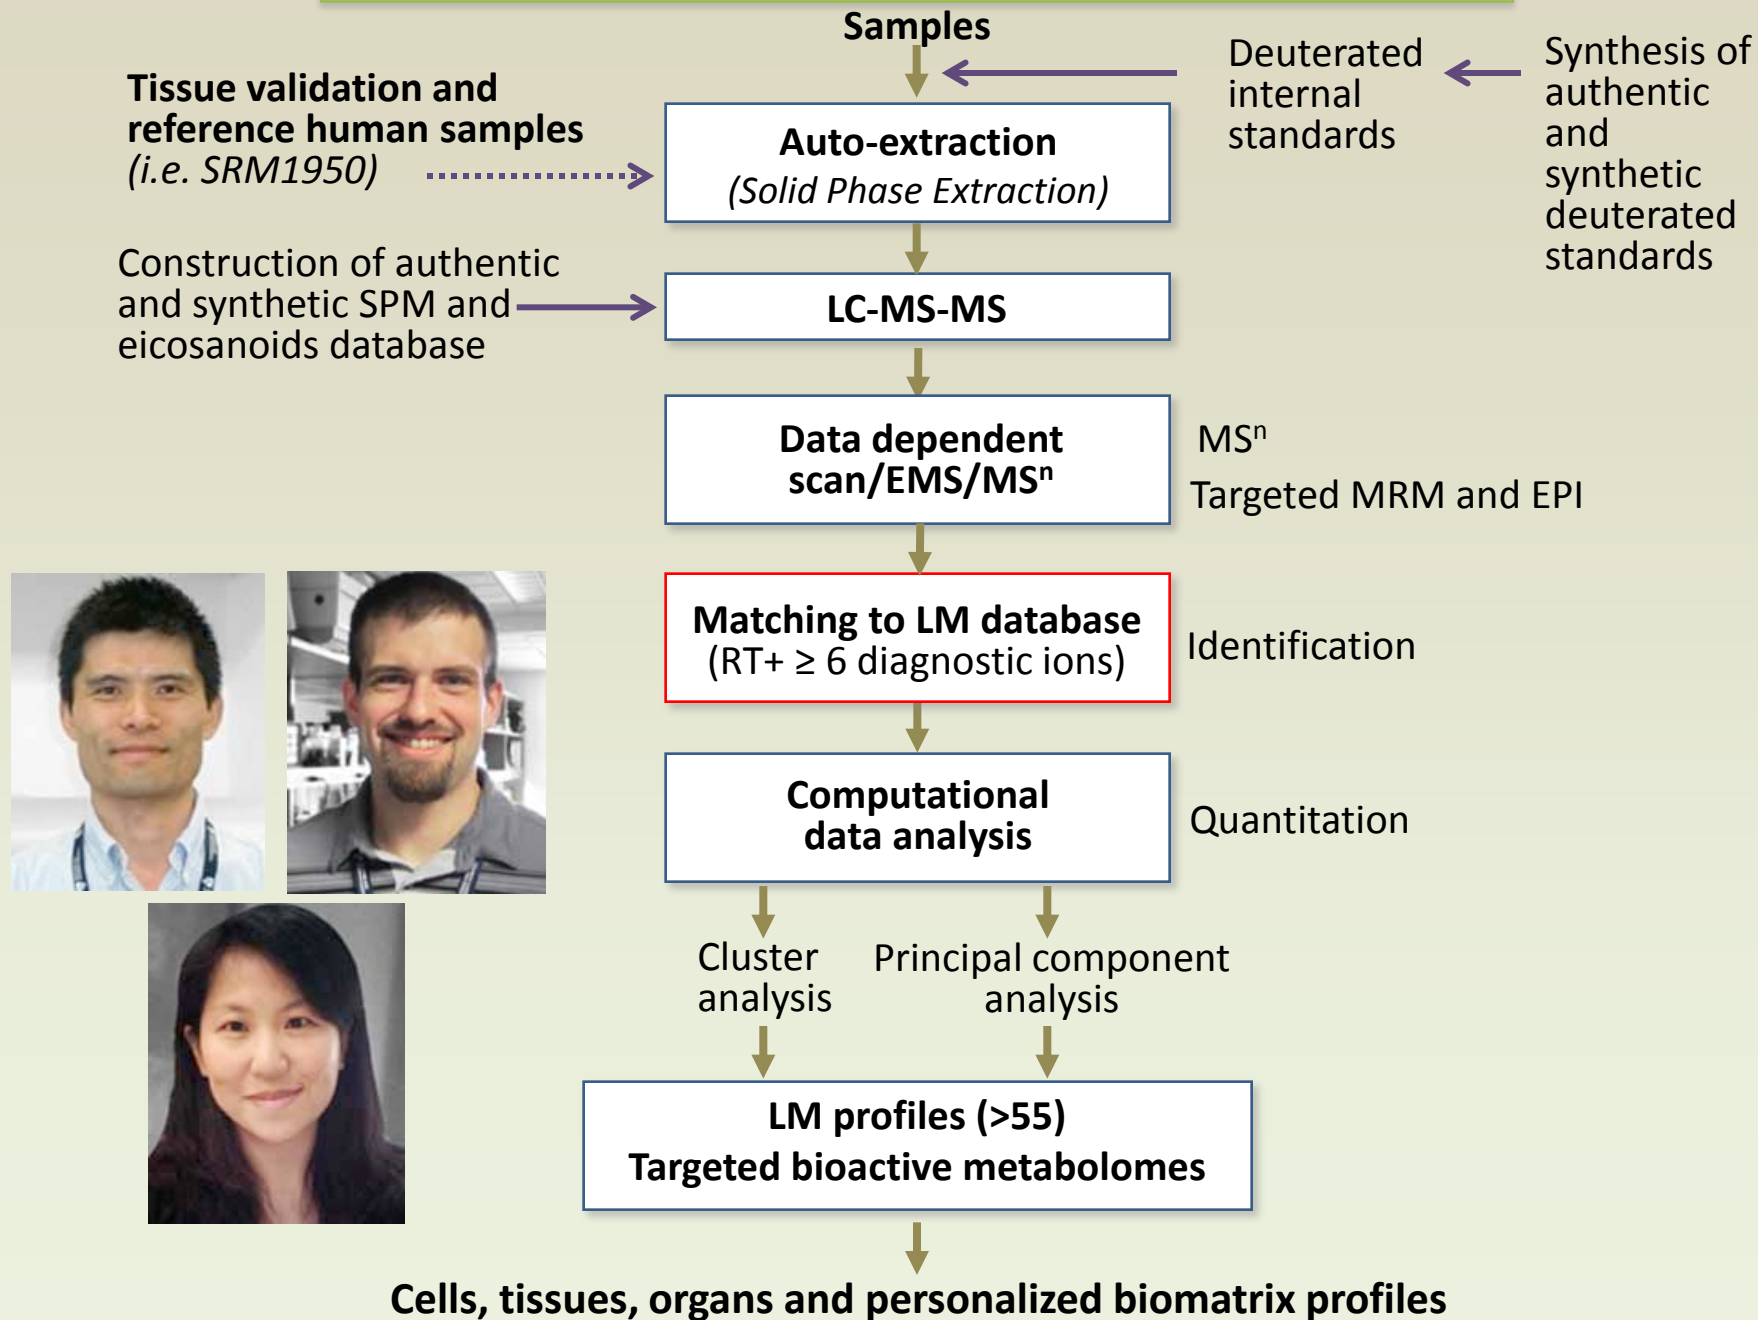 Samples
Deuterated
internal
standards
Synthesis of
authentic
and
synthetic
deuterated
standards
Tissue validation and
reference human samples
(i.e. SRM1950)
Auto-extraction
(Solid Phase Extraction)
Construction of authentic
and synthetic SPM and
eicosanoids database
LC-MS-MS
Data dependent
scan/EMS/MSⁿ
MSⁿ
Targeted MRM and EPI
Matching to LM database
(RT+ ≥ 6 diagnostic ions)
Identification
Computational
data analysis
Quantitation
Cluster
analysis
Principal component
analysis
LM profiles (>55)
Targeted bioactive metabolomes
Cells, tissues, organs and personalized biomatrix profiles